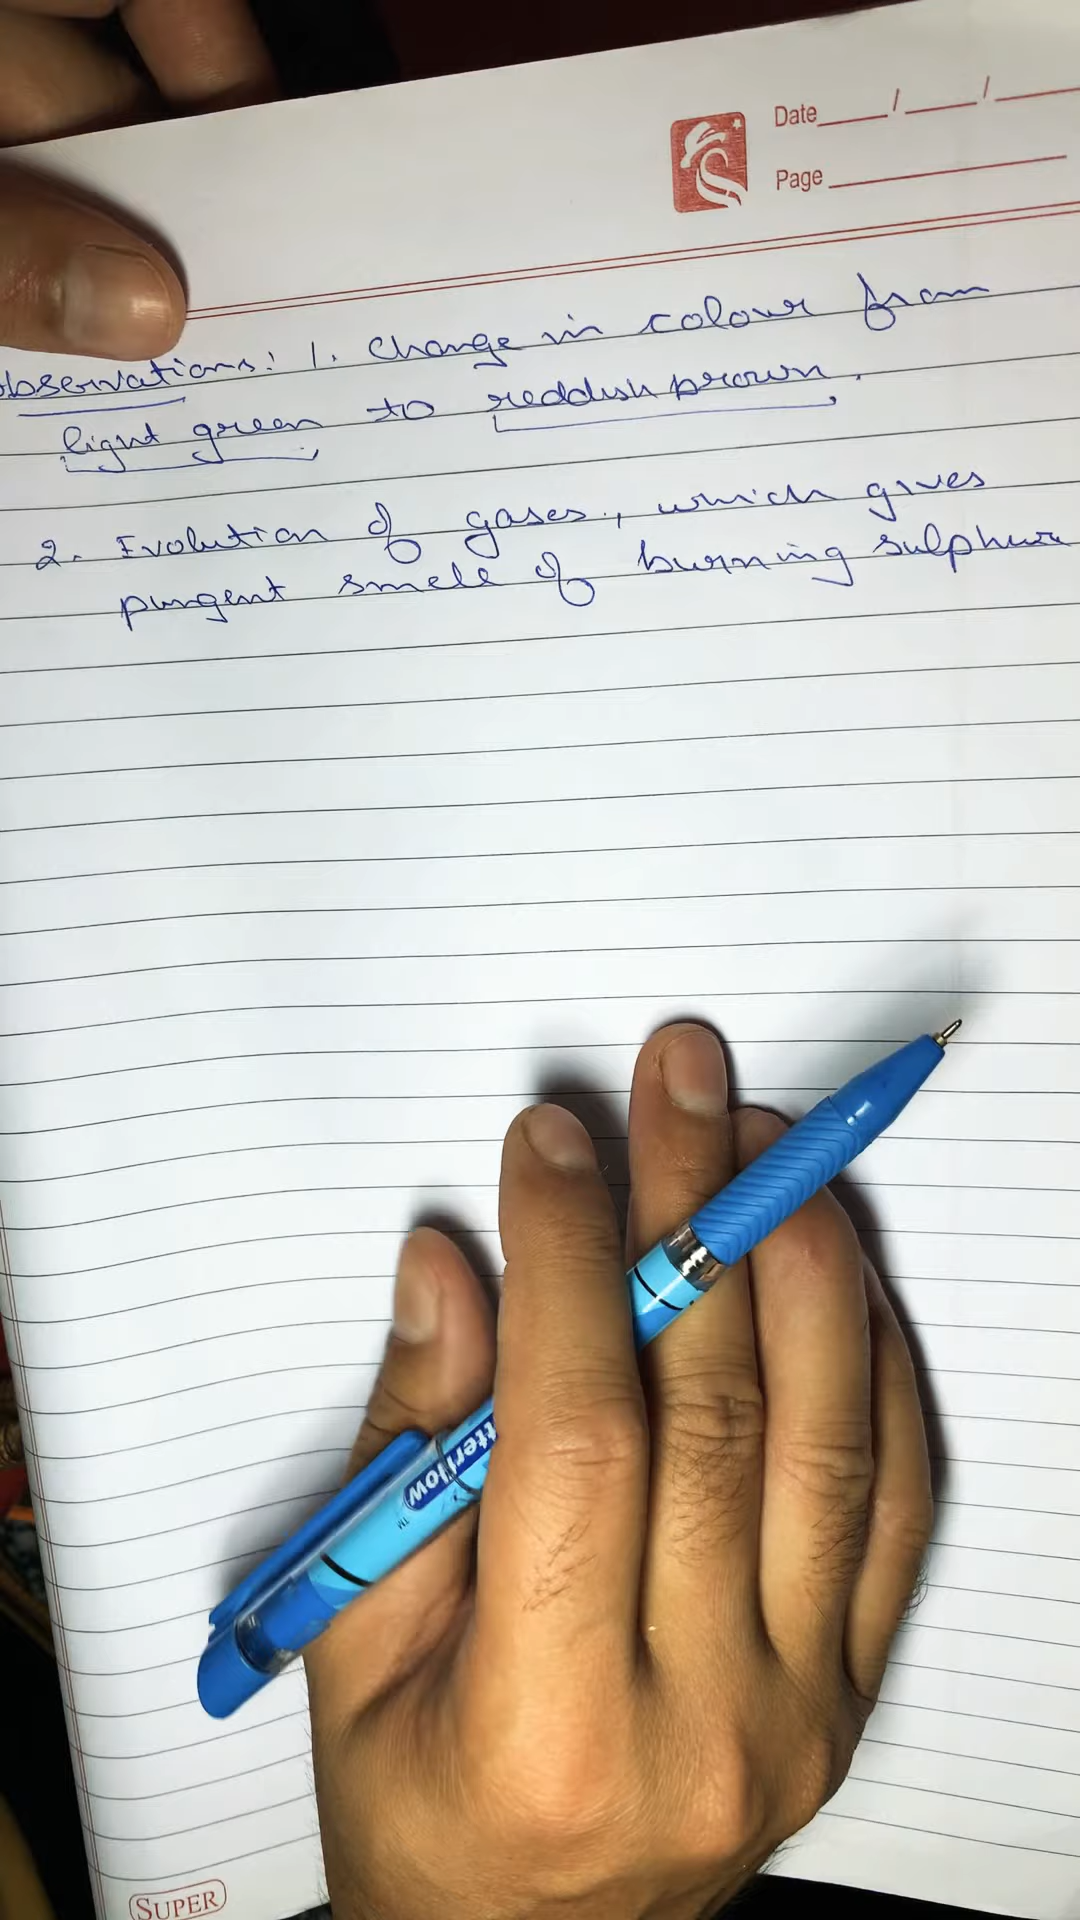 Date / /
Page
Observations: 1. Change in colour from
light green to reddish brown.
2. Evolution of gases, which gives
pungent smell of burning sulphur
tterflow™
SUPER